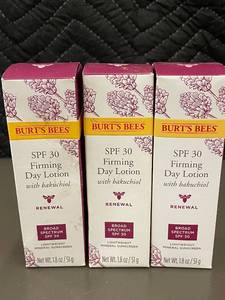 BURT'S BEES
SPF 30
Firming
Day Lotion
with bakuchiol
RENEWAL
BROAD
SPECTRUM
SPF 30
LIGHTWEIGHT
MINERAL SUNSCREEN
NET WT. 1.8 oz/ 51 g
BURT'S BEES
SPF 30
Firming
Day Lotion
with bakuchiol
RENEWAL
BROAD
SPECTRUM
SPF 30
LIGHTWEIGHT
MINERAL SUNSCREEN
NET WT. 1.8 oz/ 51 g
BURT'S BEES
SPF 30
Firming
Day Lotion
with bakuchiol
RENEWAL
BROAD
SPECTRUM
SPF 30
LIGHTWEIGHT
MINERAL SUNSCREEN
NET WT. 1.8 oz/ 51 g